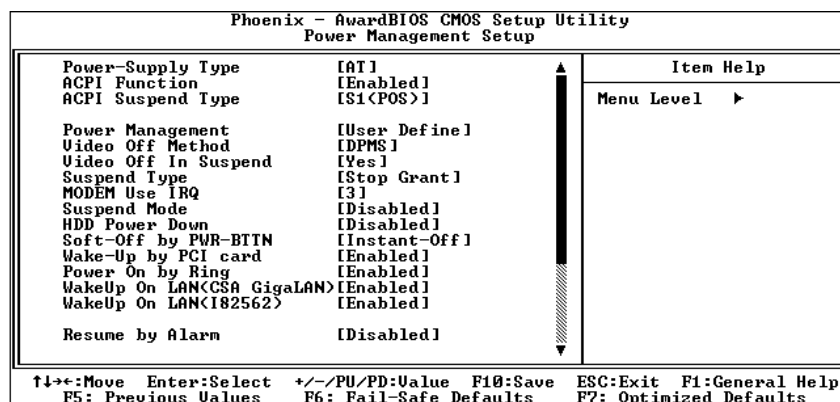 Phoenix - AwardBIOS CMOS Setup Utility
Power Management Setup
Power-Supply Type [AT]
ACPI Function [Enabled]
ACPI Suspend Type [S1(POS)]
Power Management [User Define]
Video Off Method [DPMS]
Video Off In Suspend [Yes]
Suspend Type [Stop Grant]
MODEM Use IRQ [3]
Suspend Mode [Disabled]
HDD Power Down [Disabled]
Soft-Off by PWR-BTTN [Instant-Off]
Wake-Up by PCI card [Enabled]
Power On by Ring [Enabled]
WakeUp On LAN(CSA GigaLAN)[Enabled]
WakeUp On LAN(I82562) [Enabled]
Resume by Alarm [Disabled]
Item Help
Menu Level ►
↑↓→←:Move Enter:Select +/-/PU/PD:Value F10:Save ESC:Exit F1:General Help
F5: Previous Values F6: Fail-Safe Defaults F7: Optimized Defaults